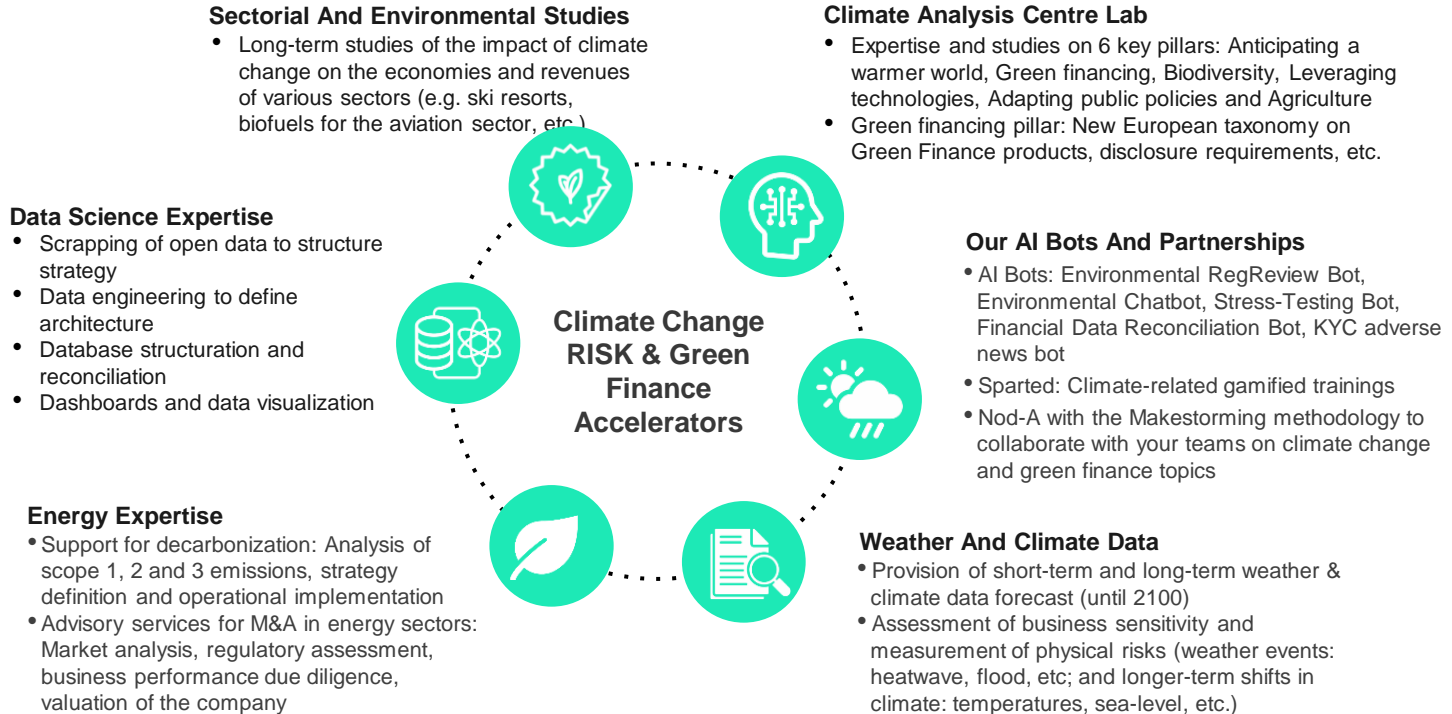 Sectorial And Environmental Studies
• Long-term studies of the impact of climate
change on the economies and revenues
of various sectors (e.g. ski resorts,
biofuels for the aviation sector, etc.)
Climate Analysis Centre Lab
• Expertise and studies on 6 key pillars: Anticipating a
warmer world, Green financing, Biodiversity, Leveraging
technologies, Adapting public policies and Agriculture
• Green financing pillar: New European taxonomy on
Green Finance products, disclosure requirements, etc.
Data Science Expertise
• Scrapping of open data to structure
strategy
• Data engineering to define
architecture
• Database structuration and
reconciliation
• Dashboards and data visualization
Climate Change
RISK & Green
Finance
Accelerators
Our AI Bots And Partnerships
• AI Bots: Environmental RegReview Bot,
Environmental Chatbot, Stress-Testing Bot,
Financial Data Reconciliation Bot, KYC adverse
news bot
• Sparted: Climate-related gamified trainings
• Nod-A with the Makestorming methodology to
collaborate with your teams on climate change
and green finance topics
Energy Expertise
• Support for decarbonization: Analysis of
scope 1, 2 and 3 emissions, strategy
definition and operational implementation
• Advisory services for M&A in energy sectors:
Market analysis, regulatory assessment,
business performance due diligence,
valuation of the company
Weather And Climate Data
• Provision of short-term and long-term weather &
climate data forecast (until 2100)
• Assessment of business sensitivity and
measurement of physical risks (weather events:
heatwave, flood, etc; and longer-term shifts in
climate: temperatures, sea-level, etc.)